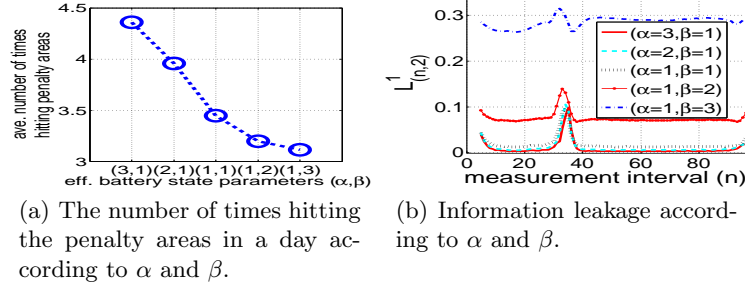 4.5
4
3.5
3
ave. number of times
hitting penalty areas
(3,1)(2,1)(1,1)(1,2)(1,3)
eff. battery state parameters (α,β)
(a) The number of times hitting
the penalty areas in a day ac-
cording to α and β.
0.3
0.2
0.1
0
L¹(n,2)
(α=3,β=1)
(α=2,β=1)
(α=1,β=1)
(α=1,β=2)
(α=1,β=3)
20 40 60 80
measurement interval (n)
(b) Information leakage accord-
ing to α and β.